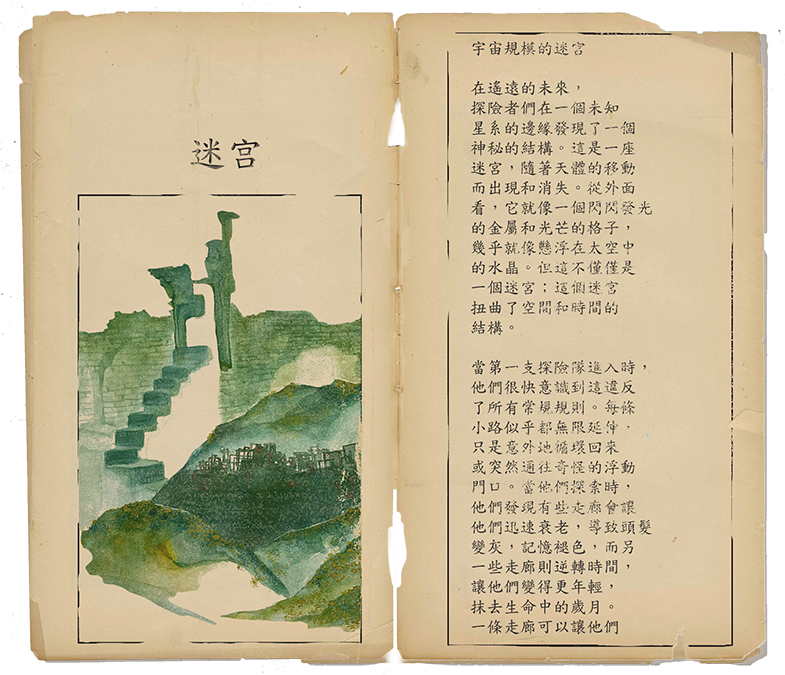 迷宮
宇宙規模的迷宮
在遙遠的未來，
探險者們在一個未知
星系的邊緣發現了一個
神秘的結構。這是一座
迷宮，隨著天體的移動
而出現和消失。從外面
看，它就像一個閃閃發光
的金屬和光芒的格子，
幾乎就像懸浮在太空中
的水晶。但這不僅僅是
一個迷宮；這個迷宮
扭曲了空間和時間的
結構。
當第一支探險隊進入時，
他們很快意識到這違反
了所有常規規則。每條
小路似乎都無限延伸，
只是意外地循環回來
或突然通往奇怪的浮動
門口。當他們探索時，
他們發現有些走廊會讓
他們迅速衰老，導致頭髮
變灰，記憶褪色，而另
一些走廊則逆轉時間，
讓他們變得更年輕，
抹去生命中的歲月。
一條走廊可以讓他們